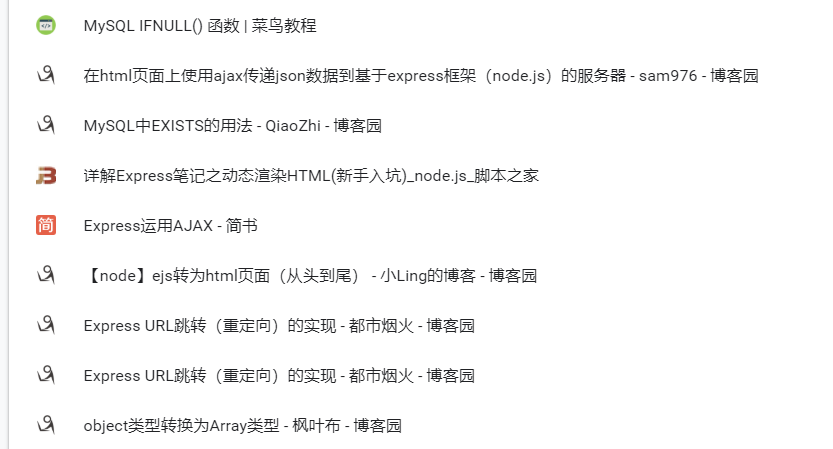 MySQL IFNULL() 函数 | 菜鸟教程
在html页面上使用ajax传递json数据到基于express框架（node.js）的服务器 - sam976 - 博客园
MySQL中EXISTS的用法 - QiaoZhi - 博客园
详解Express笔记之动态渲染HTML(新手入坑)_node.js_脚本之家
简 Express运用AJAX - 简书
【node】ejs转为html页面（从头到尾） - 小Ling的博客 - 博客园
Express URL跳转（重定向）的实现 - 都市烟火 - 博客园
Express URL跳转（重定向）的实现 - 都市烟火 - 博客园
object类型转换为Array类型 - 枫叶布 - 博客园